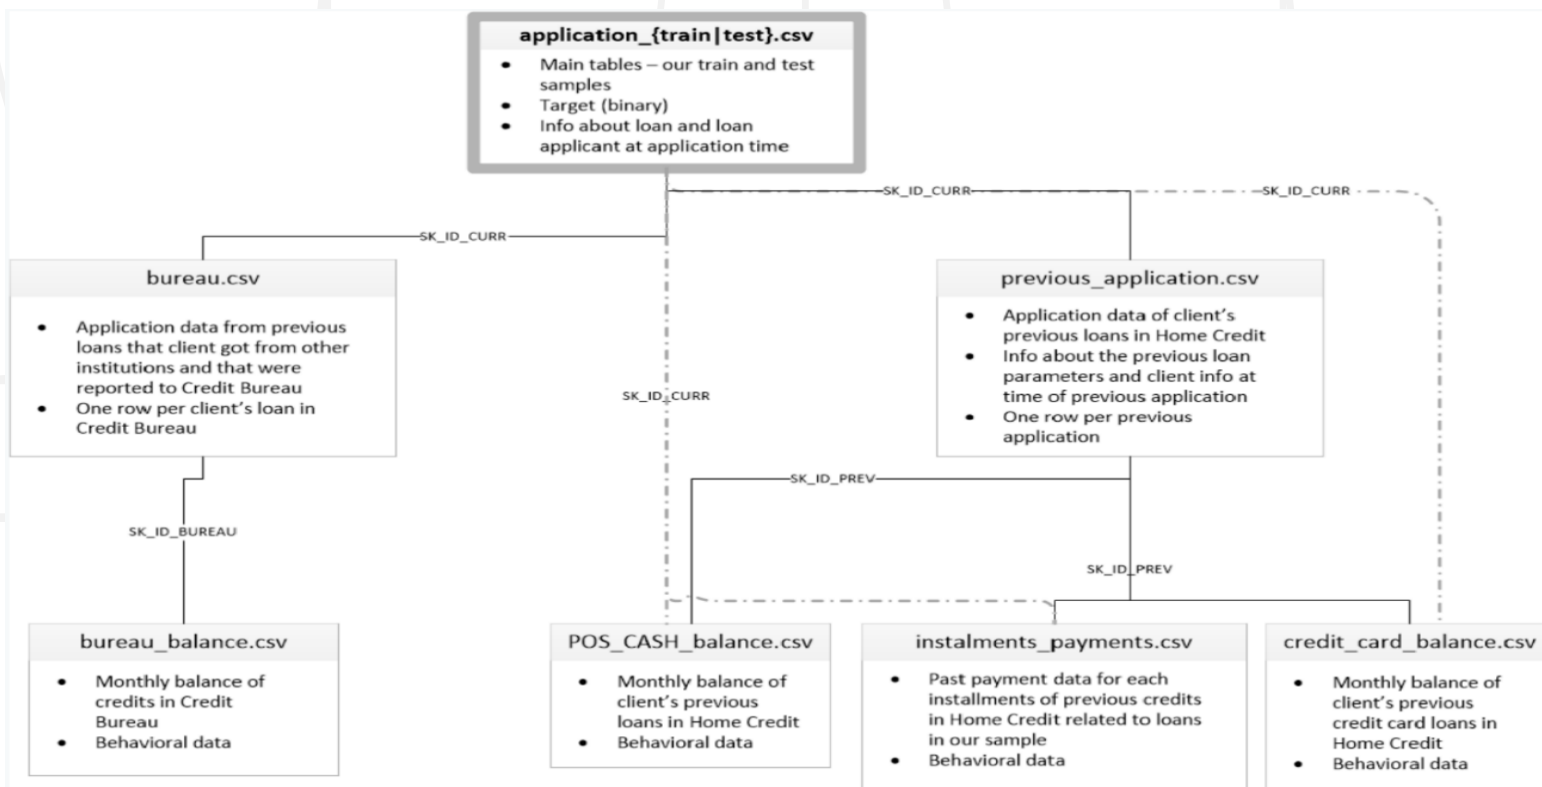 application_{train|test}.csv
• Main tables – our train and test
samples
• Target (binary)
• Info about loan and loan
applicant at application time
SK_ID_CURR
SK_ID_CURR
SK_ID_CURR
bureau.csv
• Application data from previous
loans that client got from other
institutions and that were
reported to Credit Bureau
• One row per client's loan in
Credit Bureau
previous_application.csv
• Application data of client's
previous loans in Home Credit
• Info about the previous loan
parameters and client info at
time of previous application
• One row per previous
application
SK_ID_CURR
SK_ID_PREV
SK_ID_BUREAU
SK_ID_PREV
bureau_balance.csv
• Monthly balance of
credits in Credit
Bureau
• Behavioral data
POS_CASH_balance.csv
• Monthly balance of
client's previous
loans in Home Credit
• Behavioral data
instalments_payments.csv
• Past payment data for each
installments of previous credits
in Home Credit related to loans
in our sample
• Behavioral data
credit_card_balance.csv
• Monthly balance of
client's previous
credit card loans in
Home Credit
• Behavioral data